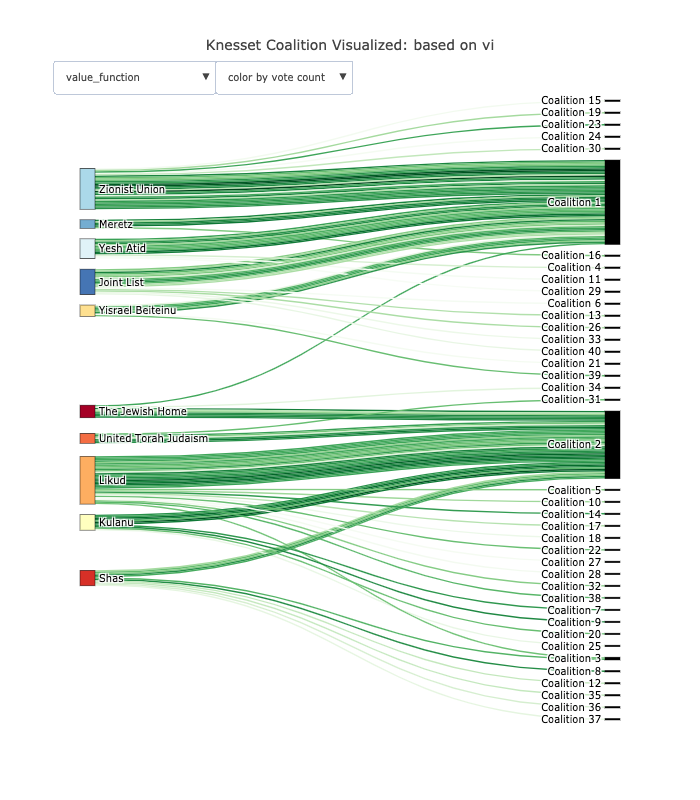 Knesset Coalition Visualized: based on vi
value_function ▼
color by vote count ▼
Coalition 15
Coalition 19
Coalition 23
Coalition 24
Coalition 30
Zionist Union
Coalition 1
Meretz
Yesh Atid
Coalition 16
Coalition 4
Joint List
Coalition 11
Coalition 29
Coalition 6
Yisrael Beiteinu
Coalition 13
Coalition 26
Coalition 33
Coalition 40
Coalition 21
Coalition 39
Coalition 34
Coalition 31
The Jewish Home
United Torah Judaism
Coalition 2
Likud
Coalition 5
Coalition 10
Coalition 14
Kulanu
Coalition 17
Coalition 18
Coalition 22
Coalition 27
Coalition 28
Shas
Coalition 32
Coalition 38
Coalition 7
Coalition 9
Coalition 20
Coalition 25
Coalition 3
Coalition 8
Coalition 12
Coalition 35
Coalition 36
Coalition 37